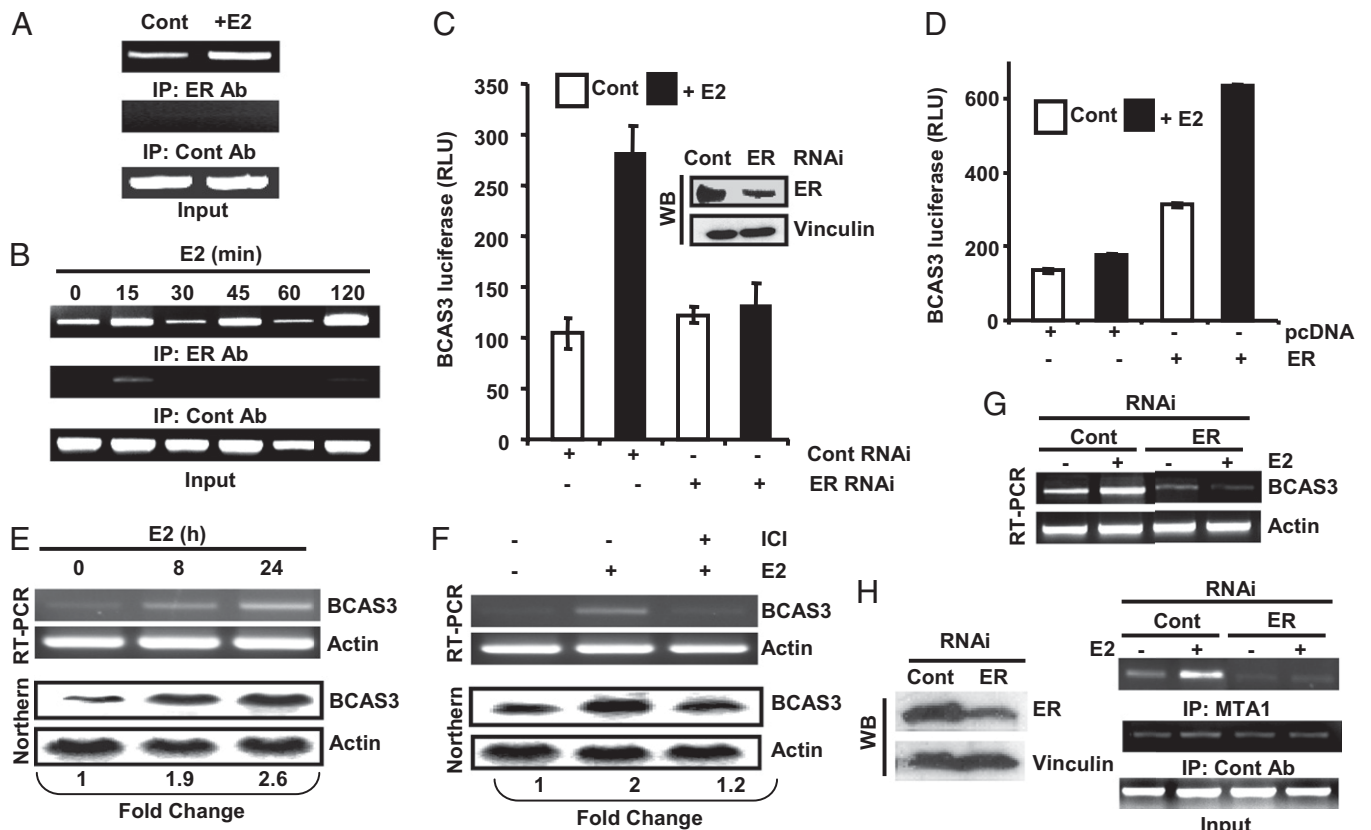 A
Cont +E2
IP: ER Ab
IP: Cont Ab
Input
B
E2 (min)
0 15 30 45 60 120
IP: ER Ab
IP: Cont Ab
Input
C
BCAS3 luciferase (RLU)
350
300
250
200
150
100
50
0
Cont + E2
Cont ER RNAi
WB
ER
Vinculin
+ + - - Cont RNAi
- - + + ER RNAi
D
BCAS3 luciferase (RLU)
600
400
200
0
Cont + E2
+ + - - pcDNA
- - + + ER
E
E2 (h)
0 8 24
RT-PCR
BCAS3
Actin
Northern
BCAS3
Actin
1 1.9 2.6
Fold Change
F
- - + ICI
- + + E2
RT-PCR
BCAS3
Actin
Northern
BCAS3
Actin
1 2 1.2
Fold Change
G
RNAi
Cont ER
- + - + E2
RT-PCR
BCAS3
Actin
H
RNAi
Cont ER
WB
ER
Vinculin
RNAi
Cont ER
E2 - + - +
IP: MTA1
IP: Cont Ab
Input